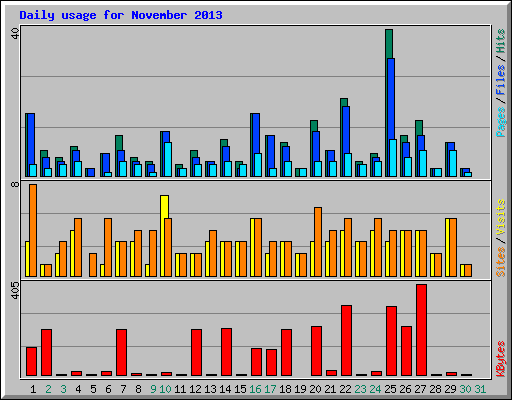 Daily usage for November 2013
40
Pages/Files/Hits
8
Sites/Visits
405
KBytes
1 2 3 4 5 6 7 8 9 10 11 12 13 14 15 16 17 18 19 20 21 22 23 24 25 26 27 28 29 30 31